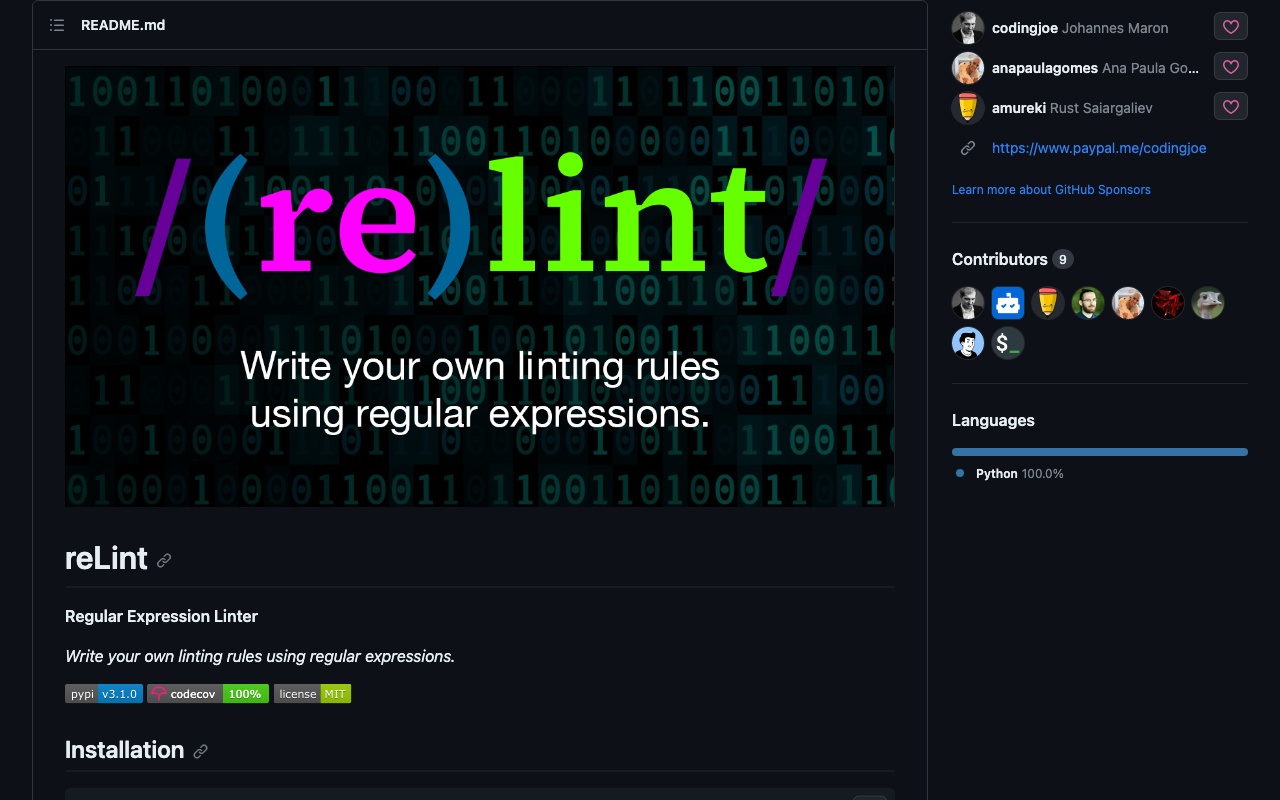 README.md
/(re)lint/
Write your own linting rules
using regular expressions.
reLint
Regular Expression Linter
Write your own linting rules using regular expressions.
pypi v3.1.0 codecov 100% license MIT
Installation
codingjoe Johannes Maron
anapaulagomes Ana Paula Go...
amureki Rust Saiargaliev
https://www.paypal.me/codingjoe
Learn more about GitHub Sponsors
Contributors 9
$_
Languages
Python 100.0%